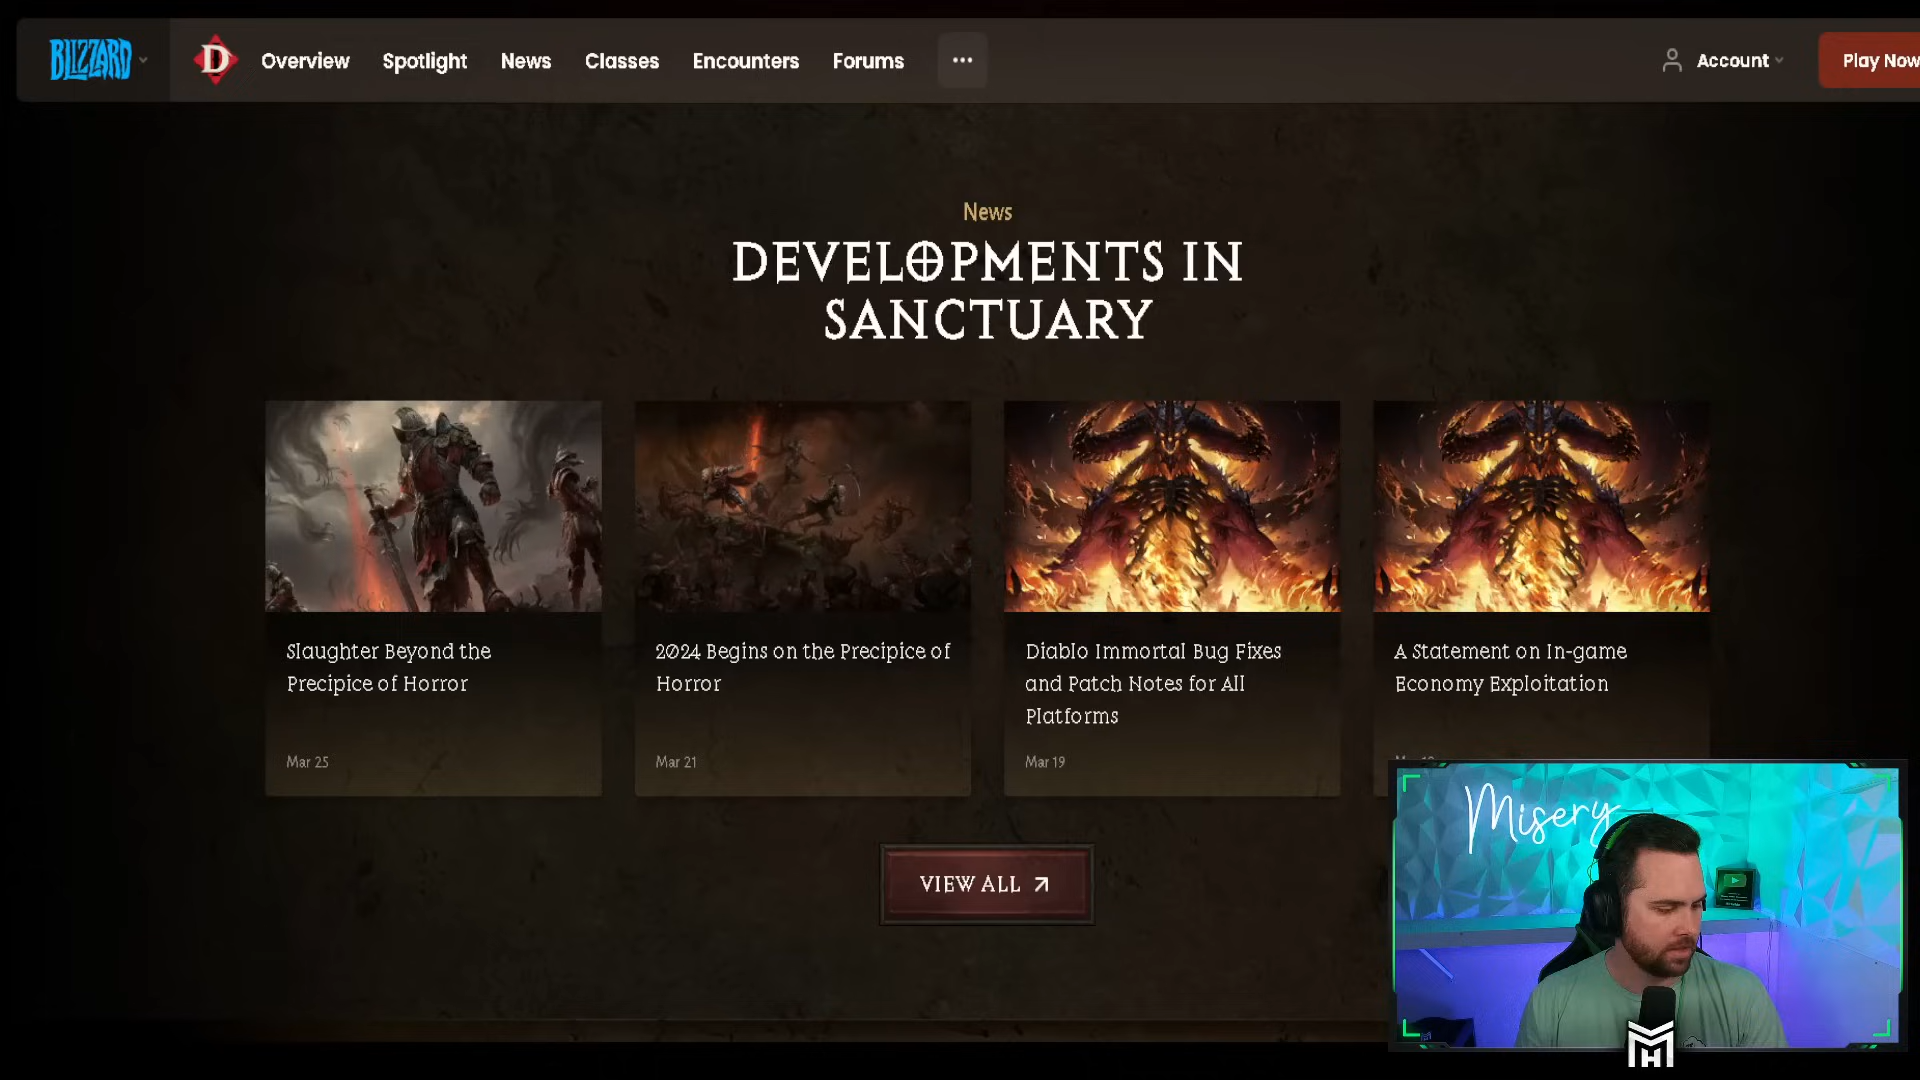 BLIZZARD
D
Overview
Spotlight
News
Classes
Encounters
Forums
Account
Play Now
News
DEVELOPMENTS IN
SANCTUARY
Slaughter Beyond the
Precipice of Horror
Mar 25
2024 Begins on the Precipice of
Horror
Mar 21
Diablo Immortal Bug Fixes
and Patch Notes for All
Platforms
Mar 19
A Statement on In-game
Economy Exploitation
VIEW ALL
Misery